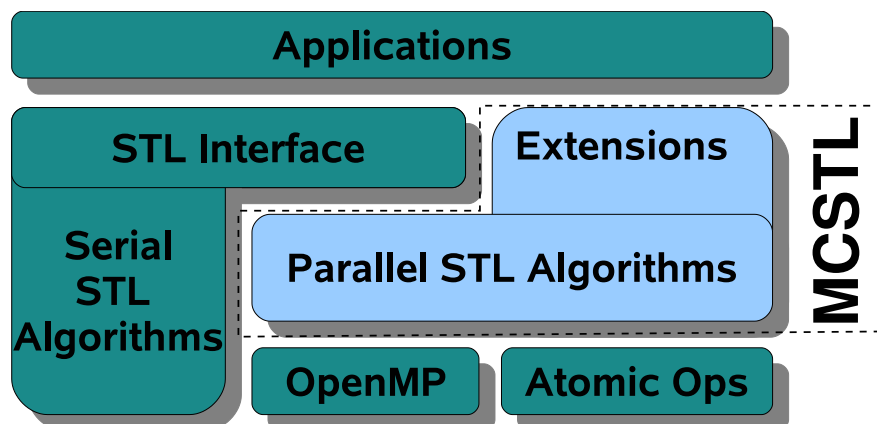 Applications
STL Interface
Extensions
MCSTL
Serial
STL
Algorithms
Parallel STL Algorithms
OpenMP
Atomic Ops